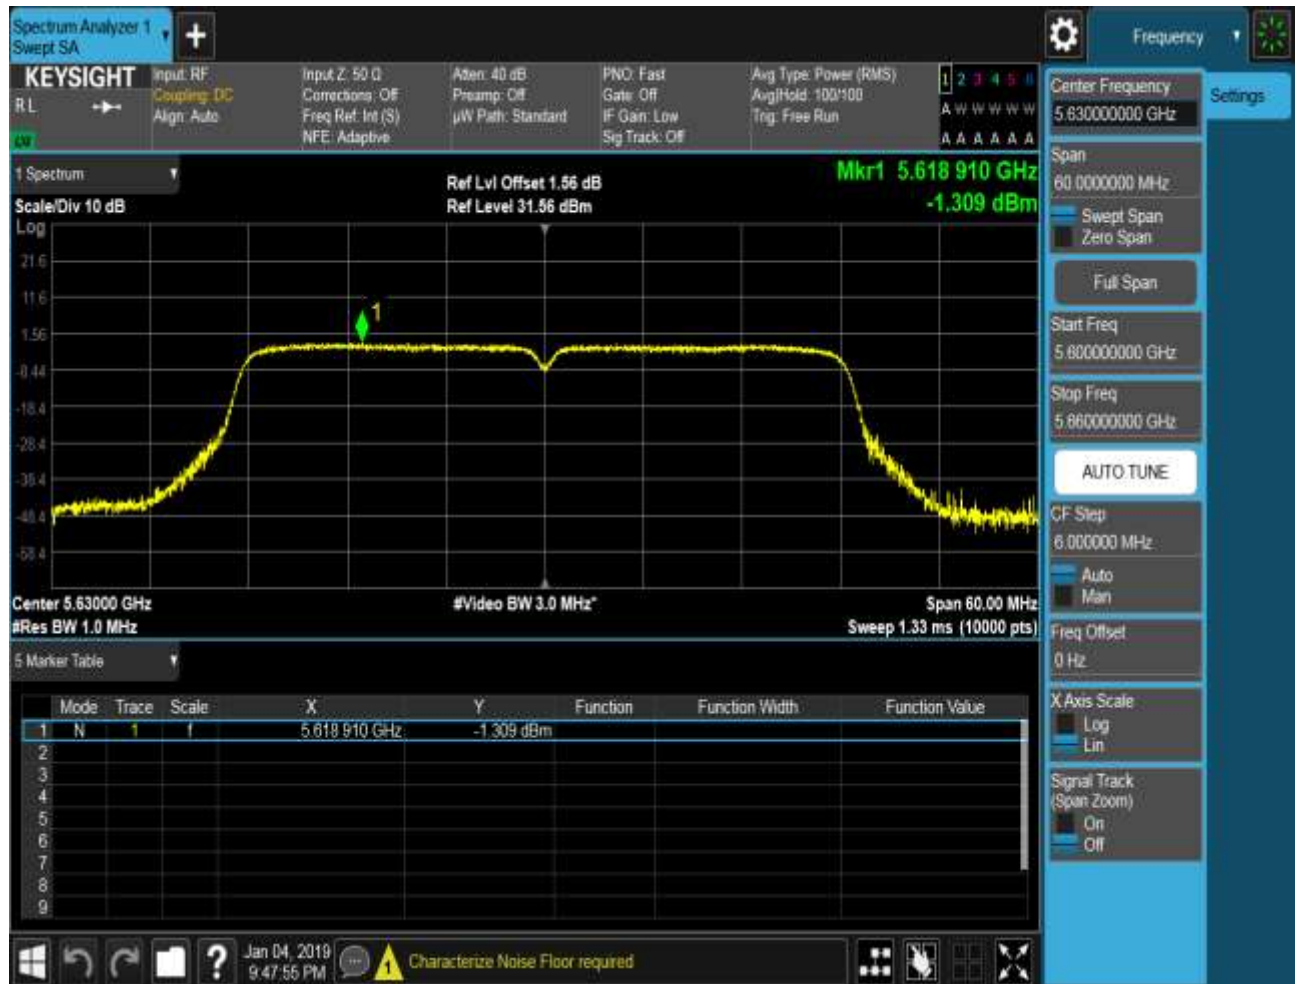 Spectrum Analyzer 1
Swept SA
+
Frequency
KEYSIGHT
Input: RF
Input Z: 50 Ω
Atten: 40 dB
PNO: Fast
Avg Type: Power (RMS)
1 2 3 4 5 6
RL
Coupling: DC
Corrections: Off
Preamp: Off
Gate: Off
Avg|Hold: 100/100
Align: Auto
Freq Ref: Int (S)
µW Path: Standard
IF Gain: Low
Trig: Free Run
A W W W W W
NFE: Adaptive
Sig Track: Off
A A A A A A
1 Spectrum
Ref Lvl Offset 1.56 dB
Mkr1 5.618 910 GHz
Scale/Div 10 dB
Ref Level 31.56 dBm
-1.309 dBm
Log
21.6
11.6
1
1.56
-8.44
-18.4
-28.4
-38.4
-48.4
-58.4
Center 5.63000 GHz
#Video BW 3.0 MHz*
Span 60.00 MHz
#Res BW 1.0 MHz
Sweep 1.33 ms (10000 pts)
5 Marker Table
Mode Trace Scale X Y Function Function Width Function Value
1 N 1 f 5.618 910 GHz -1.309 dBm
2
3
4
5
6
7
8
9
?
Jan 04, 2019
9:47:55 PM
1
Characterize Noise Floor required
Center Frequency
5.630000000 GHz
Settings
Span
60.0000000 MHz
Swept Span
Zero Span
Full Span
Start Freq
5.600000000 GHz
Stop Freq
5.660000000 GHz
AUTO TUNE
CF Step
6.000000 MHz
Auto
Man
Freq Offset
0 Hz
X Axis Scale
Log
Lin
Signal Track
(Span Zoom)
On
Off